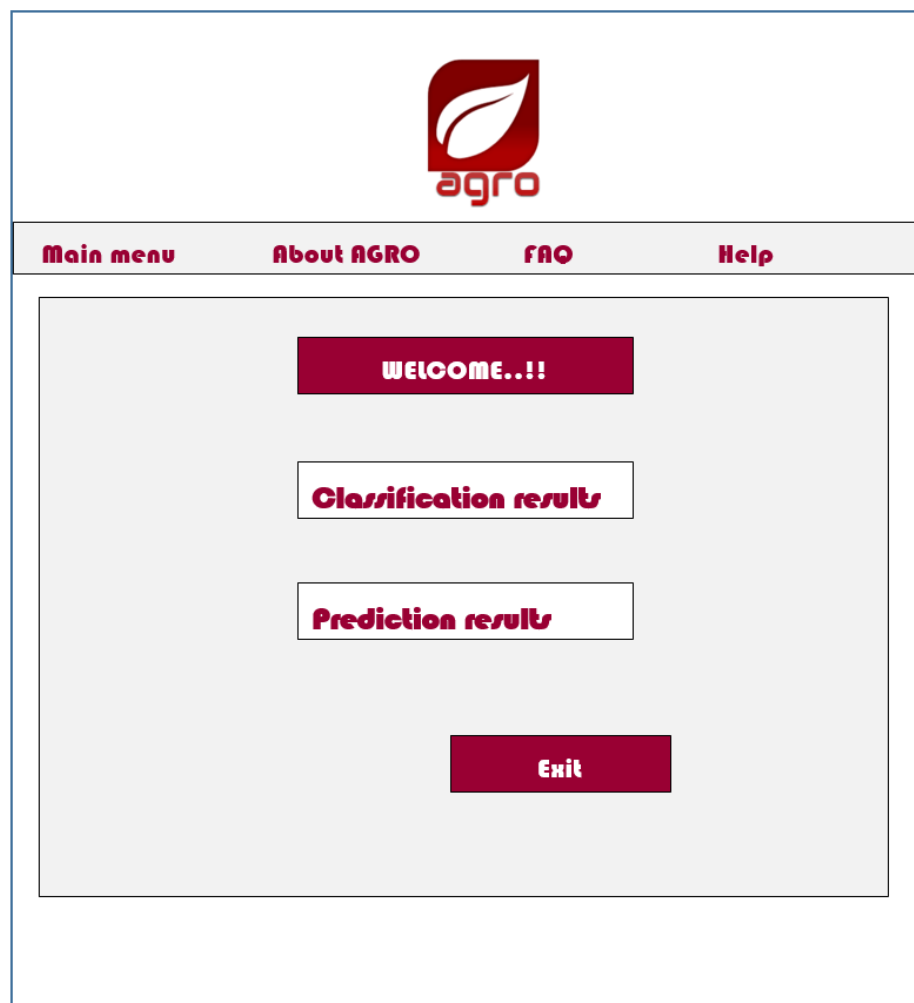 agro
Main menu About AGRO FAQ Help
WELCOME..!!
Classification results
Prediction results
Exit